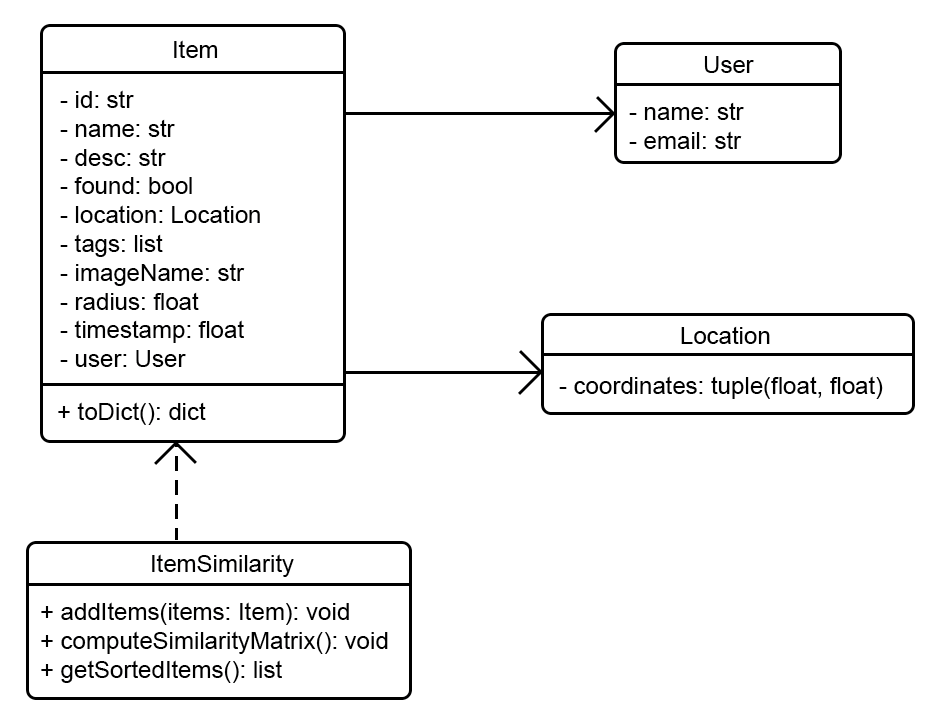 Item
- id: str
- name: str
- desc: str
- found: bool
- location: Location
- tags: list
- imageName: str
- radius: float
- timestamp: float
- user: User
+ toDict(): dict
User
- name: str
- email: str
Location
- coordinates: tuple(float, float)
ItemSimilarity
+ addItems(items: Item): void
+ computeSimilarityMatrix(): void
+ getSortedItems(): list